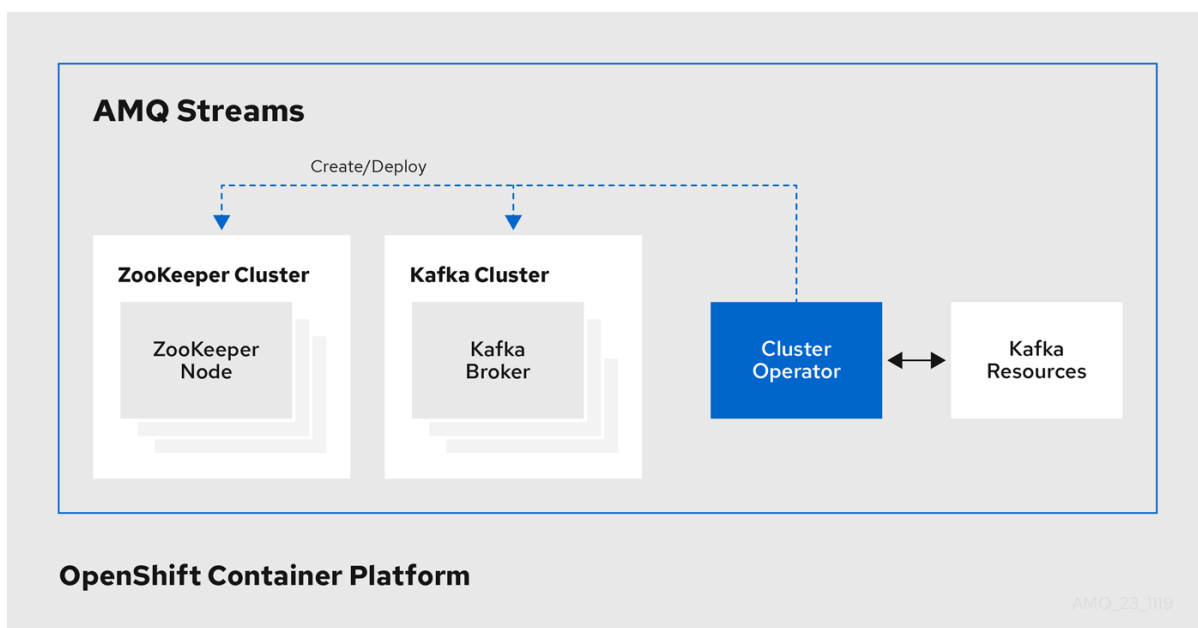 AMQ Streams
Create/Deploy
ZooKeeper Cluster
ZooKeeper
Node
Kafka Cluster
Kafka
Broker
Cluster
Operator
Kafka
Resources
OpenShift Container Platform
AMQ_23_1119